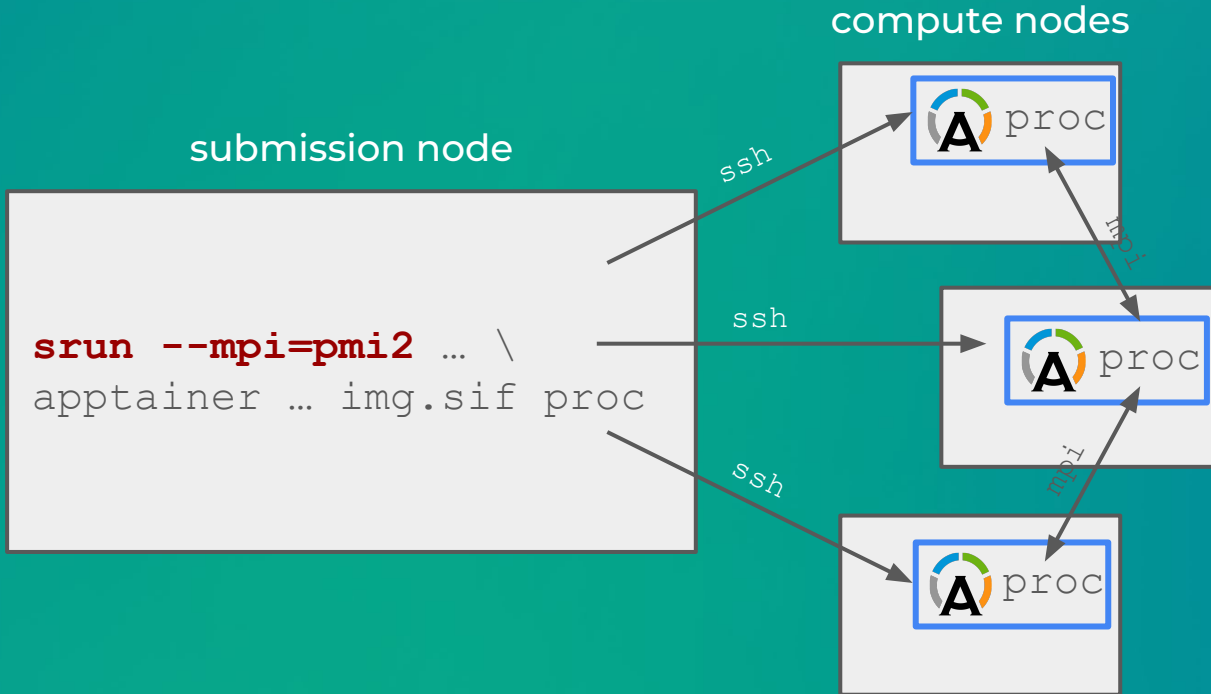 compute nodes
submission node
srun --mpi=pmi2 … \
apptainer … img.sif proc
ssh
ssh
ssh
proc
mpi
proc
mpi
proc